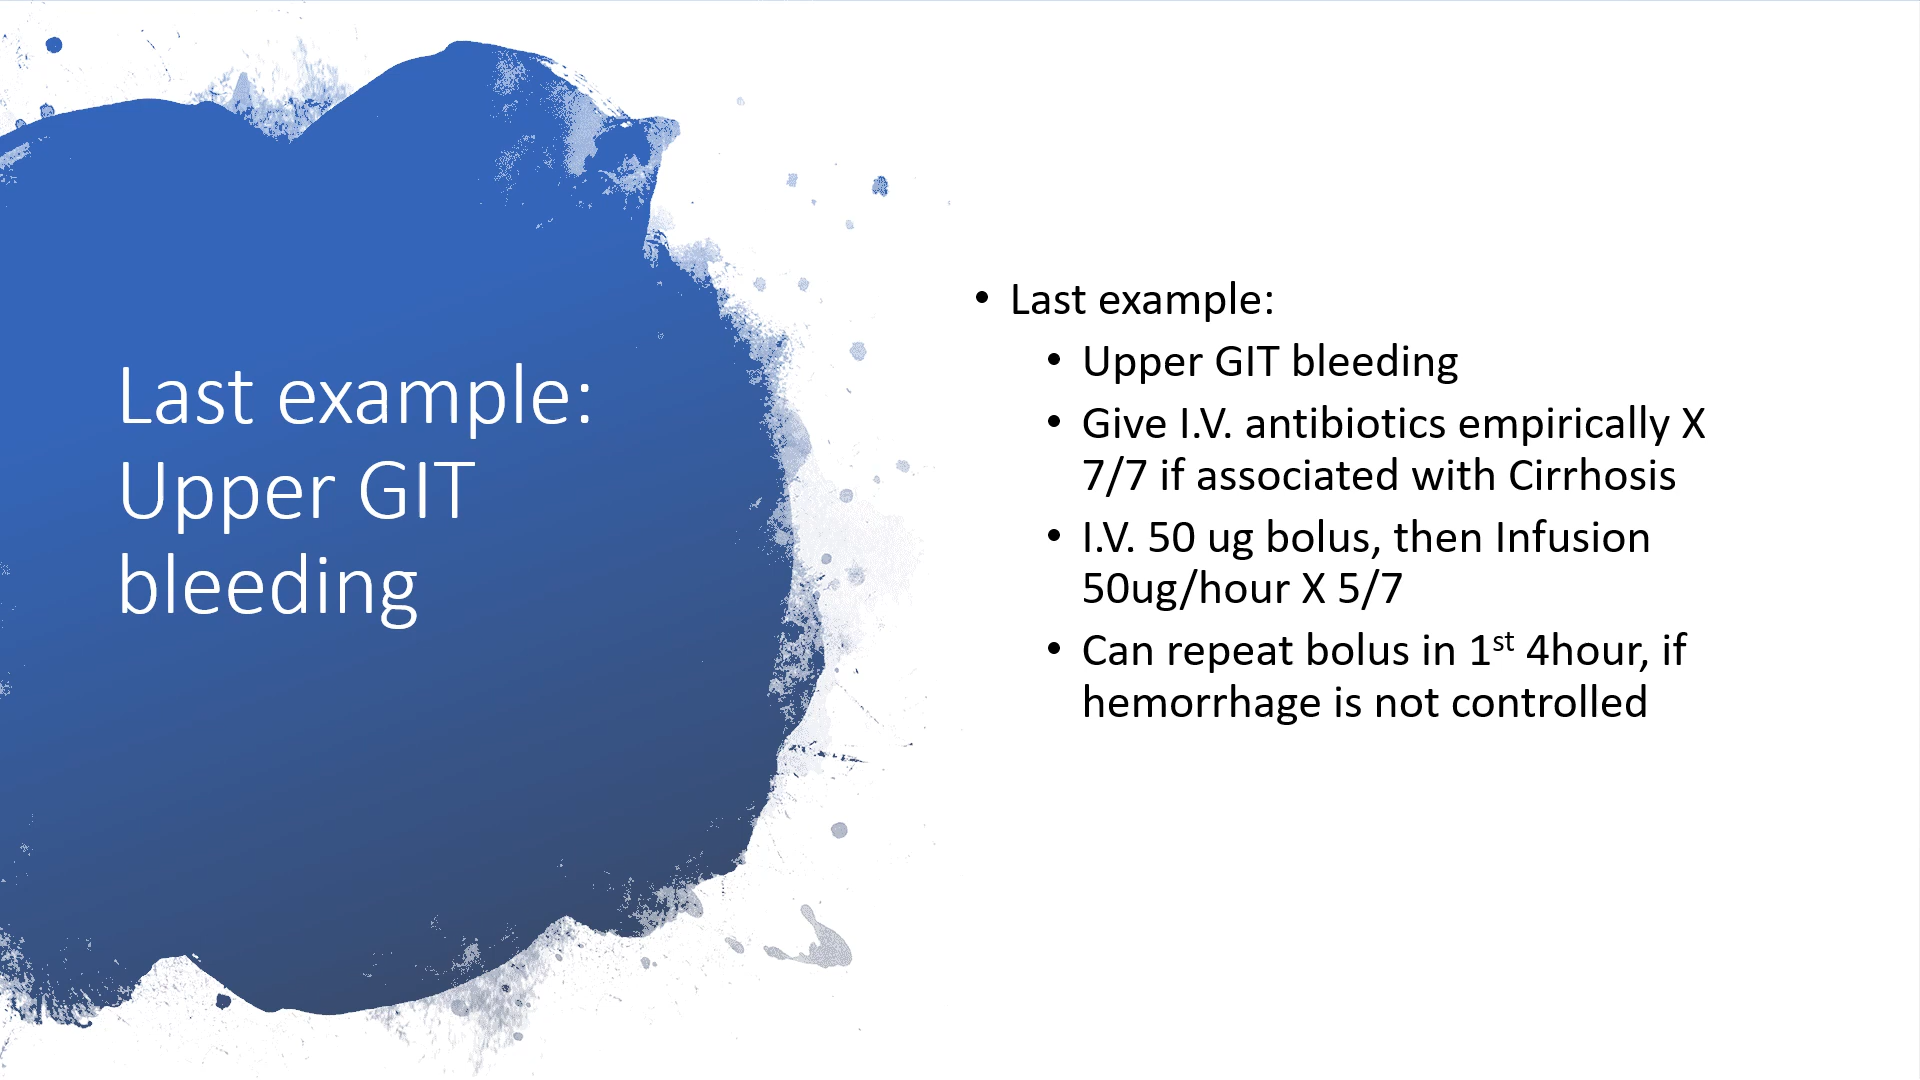 Last example:
Upper GIT
bleeding
• Last example:
• Upper GIT bleeding
• Give I.V. antibiotics empirically X
7/7 if associated with Cirrhosis
• I.V. 50 ug bolus, then Infusion
50ug/hour X 5/7
• Can repeat bolus in 1st 4hour, if
hemorrhage is not controlled